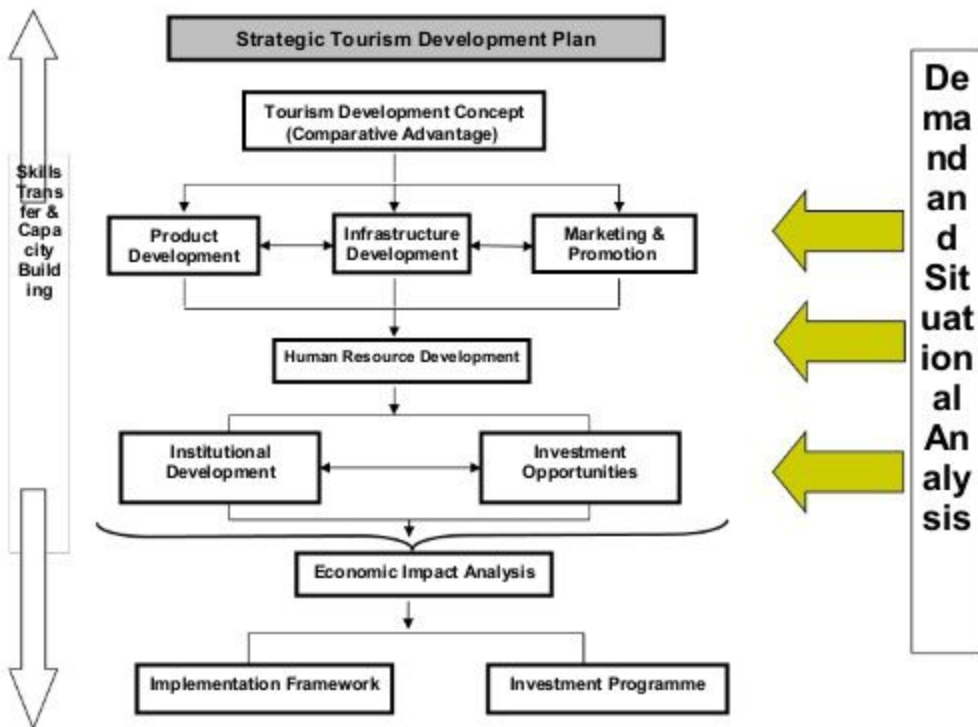 Strategic Tourism Development Plan
Tourism Development Concept
(Comparative Advantage)
Skills
Trans
fer &
Capa
city
Build
ing
Product
Development
Infrastructure
Development
Marketing &
Promotion
Human Resource Development
Institutional
Development
Investment
Opportunities
Economic Impact Analysis
Implementation Framework
Investment Programme
De
ma
nd
an
d
Sit
uat
ion
al
An
aly
sis